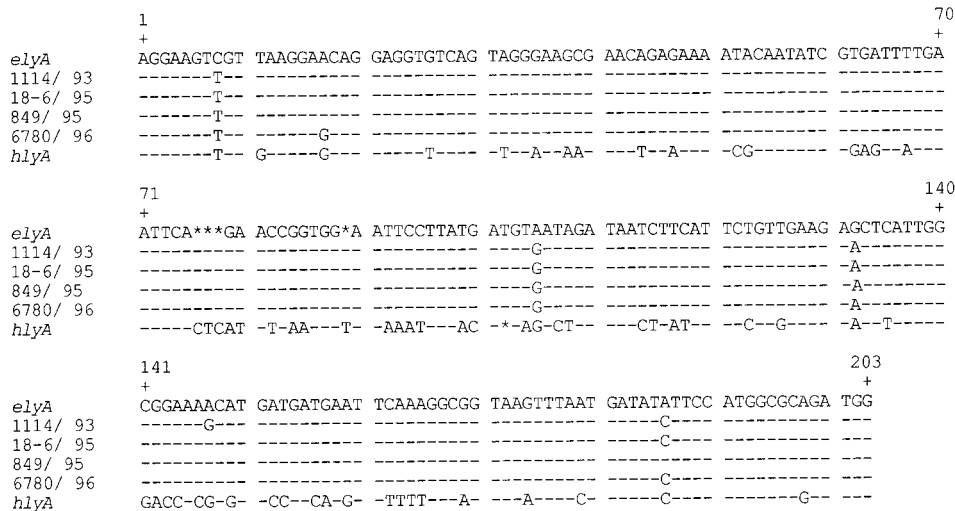 1 70
+ +
elyA AGGAAGTCGT TAAGGAACAG GAGGTGTCAG TAGGGAAGCG AACAGAGAAA ATACAATATC GTGATTTTGA
1114/ 93 -------T-- ---------- ---------- ---------- ---------- ---------- ----------
18-6/ 95 -------T-- ---------- ---------- ---------- ---------- ---------- ----------
849/ 95 -------T-- ---------- ---------- ---------- ---------- ---------- ----------
6780/ 96 -------T-- ------G--- ---------- ---------- ---------- ---------- ----------
hlyA -------T-- G-----G--- -----T---- -T--A--AA- ---T--A--- --CG------ ---GAG--A-
71 140
+ +
elyA ATTCA***GA ACCGGTGG*A ATTCCTTATG ATGTAATAGA TAATCTTCAT TCTGTTGAAG AGCTCATTGG
1114/ 93 ---------- ---------- ---------- ----G----- ---------- ---------- --A-------
18-6/ 95 ---------- ---------- ---------- ----G----- ---------- ---------- --A-------
849/ 95 ---------- ---------- ---------- ----G----- ---------- ---------- --A-------
6780/ 96 ---------- ---------- ---------- ----G----- ---------- ---------- --A-------
hlyA -----CTCAT -T-AA---T- -AAAT---AC -*-AG-CT-- ---CT-AT-- --C--G---- --A--T----
141 203
+ +
elyA CGGAAAACAT GATGATGAAT TCAAAGGCGG TAAGTTTAAT GATATATTCC ATGGCGCAGA TGG
1114/ 93 ------G--- ---------- ---------- ---------- ------C--- ---------- ---
18-6/ 95 ---------- ---------- ---------- ---------- ------C--- ---------- ---
849/ 95 ---------- ---------- ---------- ---------- ---------- ---------- ---
6780/ 96 ---------- ---------- ---------- ---------- ------C--- ---------- ---
hlyA GACC-CG-G- -CC--CA-G- -TTTT--A-- ---A----C- ------C--- -------G-- ---